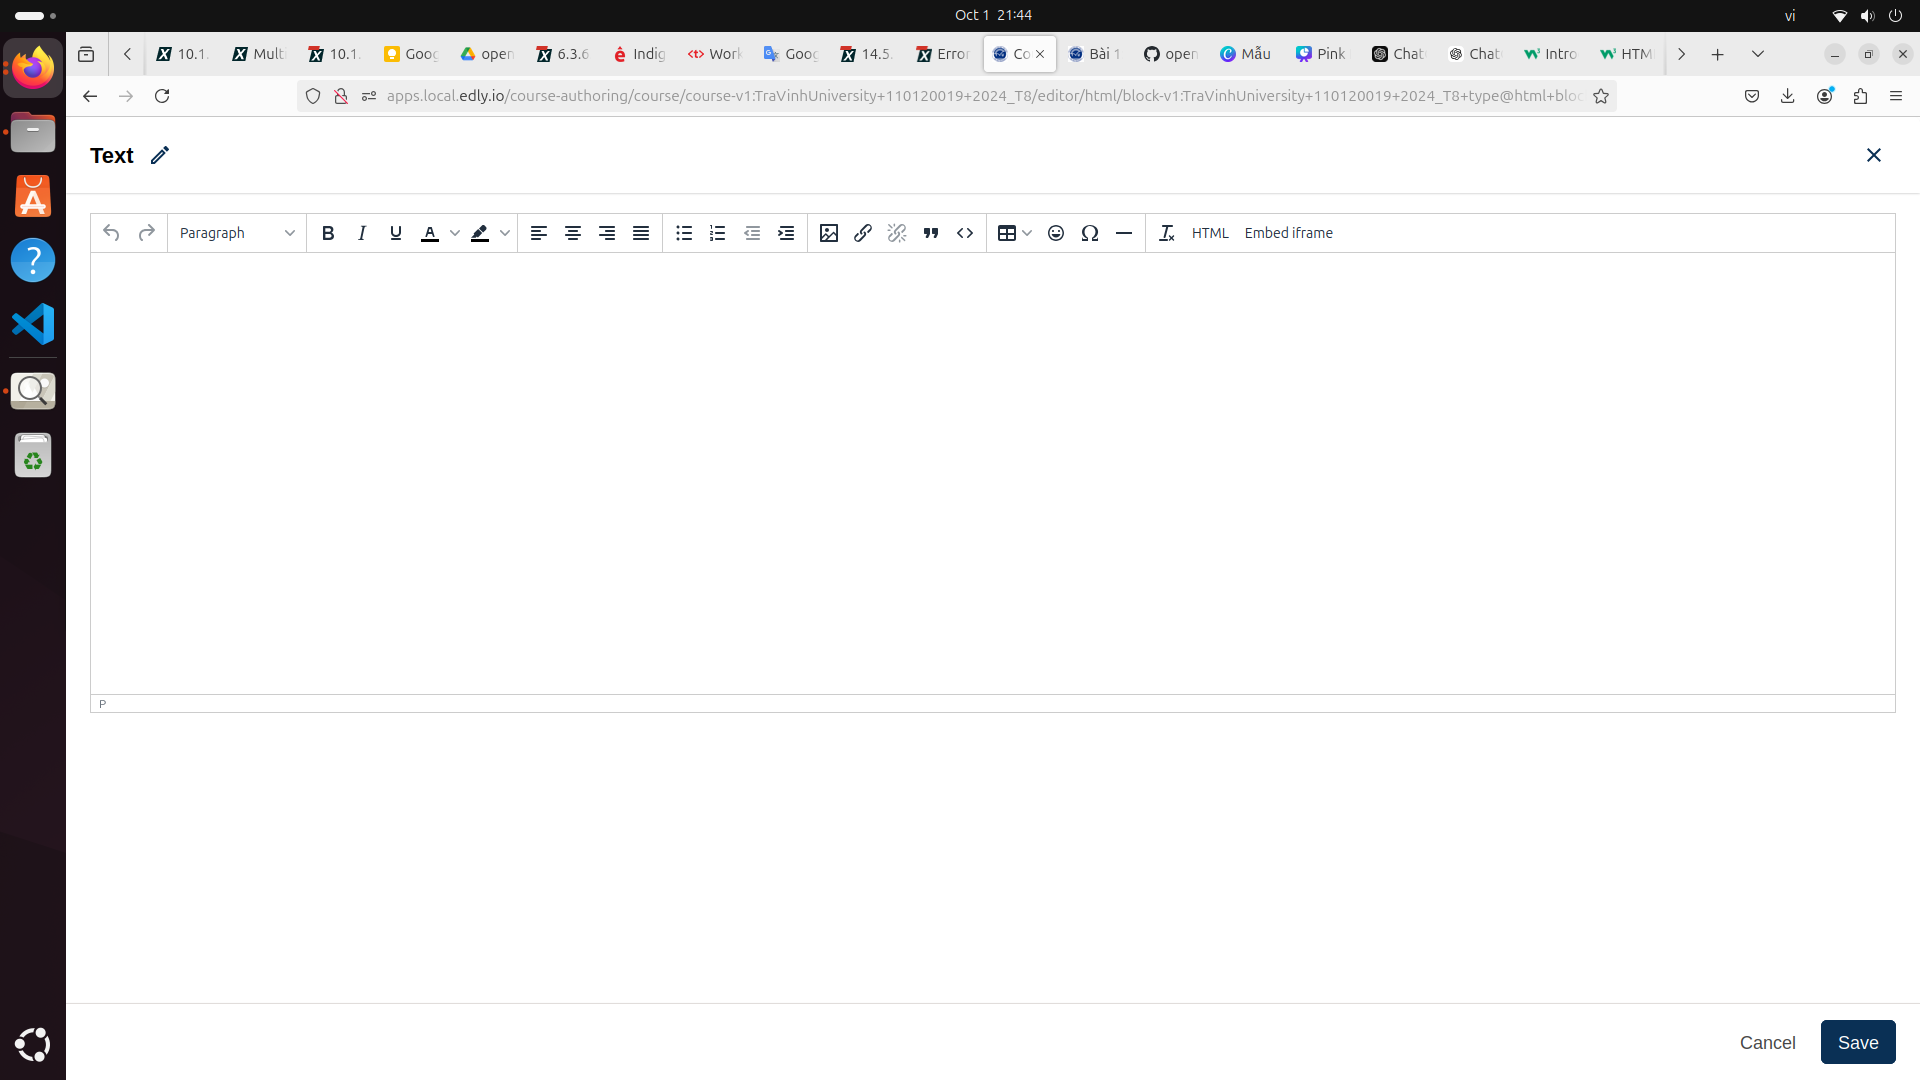 Oct 1 21:44
vi
10.1.
Multi
10.1.
Goog
open
6.3.6
Indig
Work
Goog
14.5.
Error
Co
Bài 1
open
Mẫu
Pink
Chat
Chat
Intro
HTM
apps.local.edly.io/course-authoring/course/course-v1:TraVinhUniversity+110120019+2024_T8/editor/html/block-v1:TraVinhUniversity+110120019+2024_T8+type@html+bloc
Text
Paragraph
HTML
Embed iframe
P
Cancel
Save